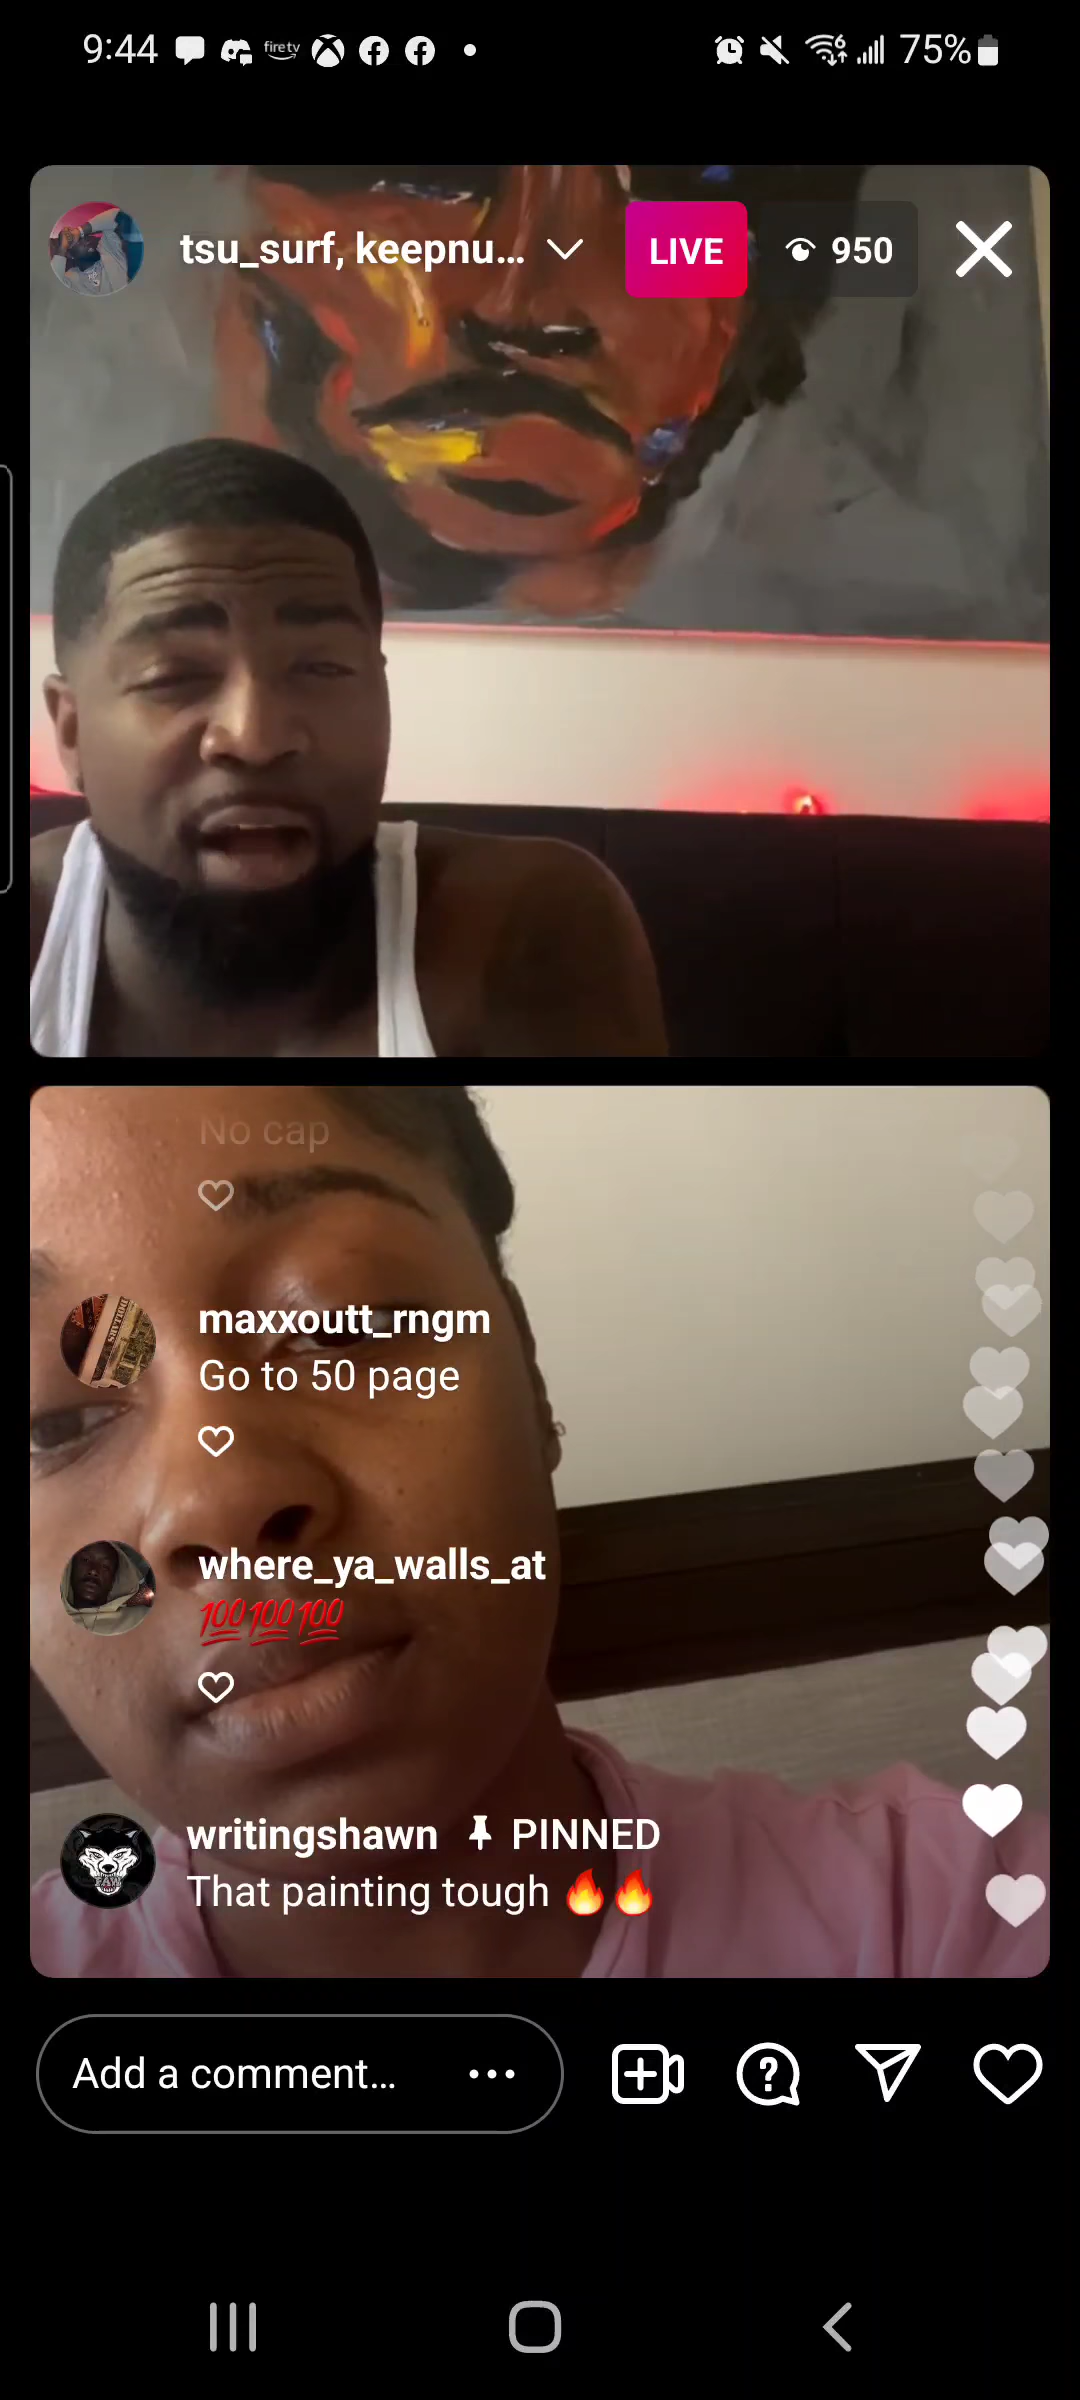 9:44 firetv 75%
tsu_surf, keepnu... LIVE 950
No cap
maxxoutt_rngm
Go to 50 page
where_ya_walls_at
💯💯💯
writingshawn PINNED
That painting tough 🔥🔥
Add a comment...